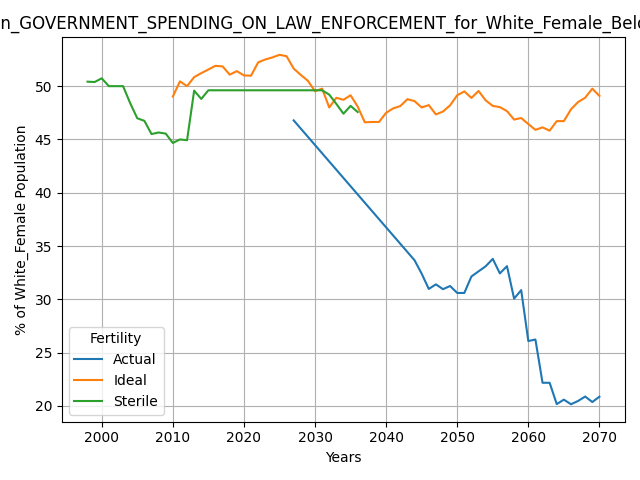 n_GOVERNMENT_SPENDING_ON_LAW_ENFORCEMENT_for_White_Female_Belo
% of White_Female Population
50
45
40
35
30
25
20
Fertility
Actual
Ideal
Sterile
2000 2010 2020 2030 2040 2050 2060 2070
Years